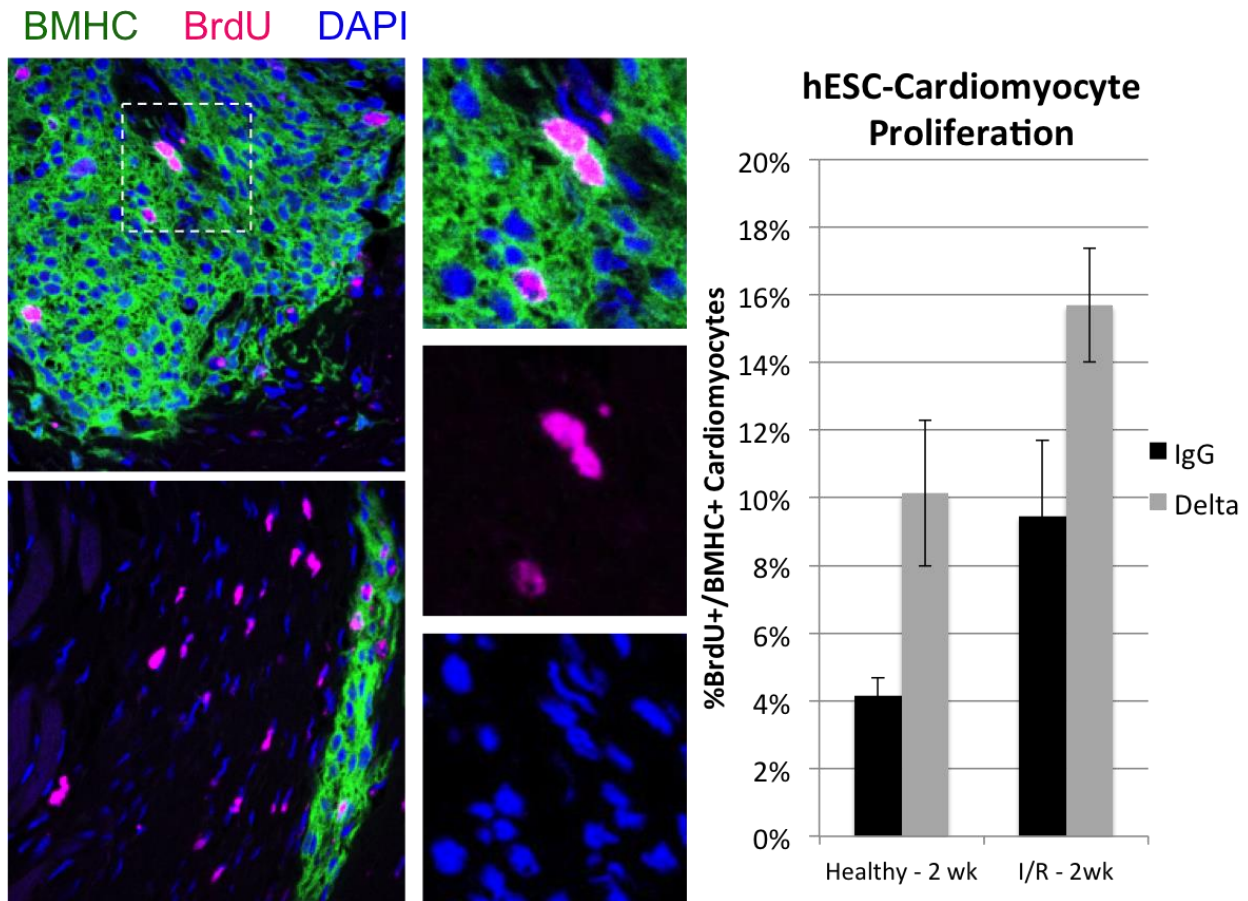 BMHC BrdU DAPI
hESC-Cardiomyocyte
Proliferation
%BrdU+/BMHC+ Cardiomyocytes
20%
18%
16%
14%
12%
10%
8%
6%
4%
2%
0%
Healthy - 2 wk
I/R - 2wk
IgG
Delta